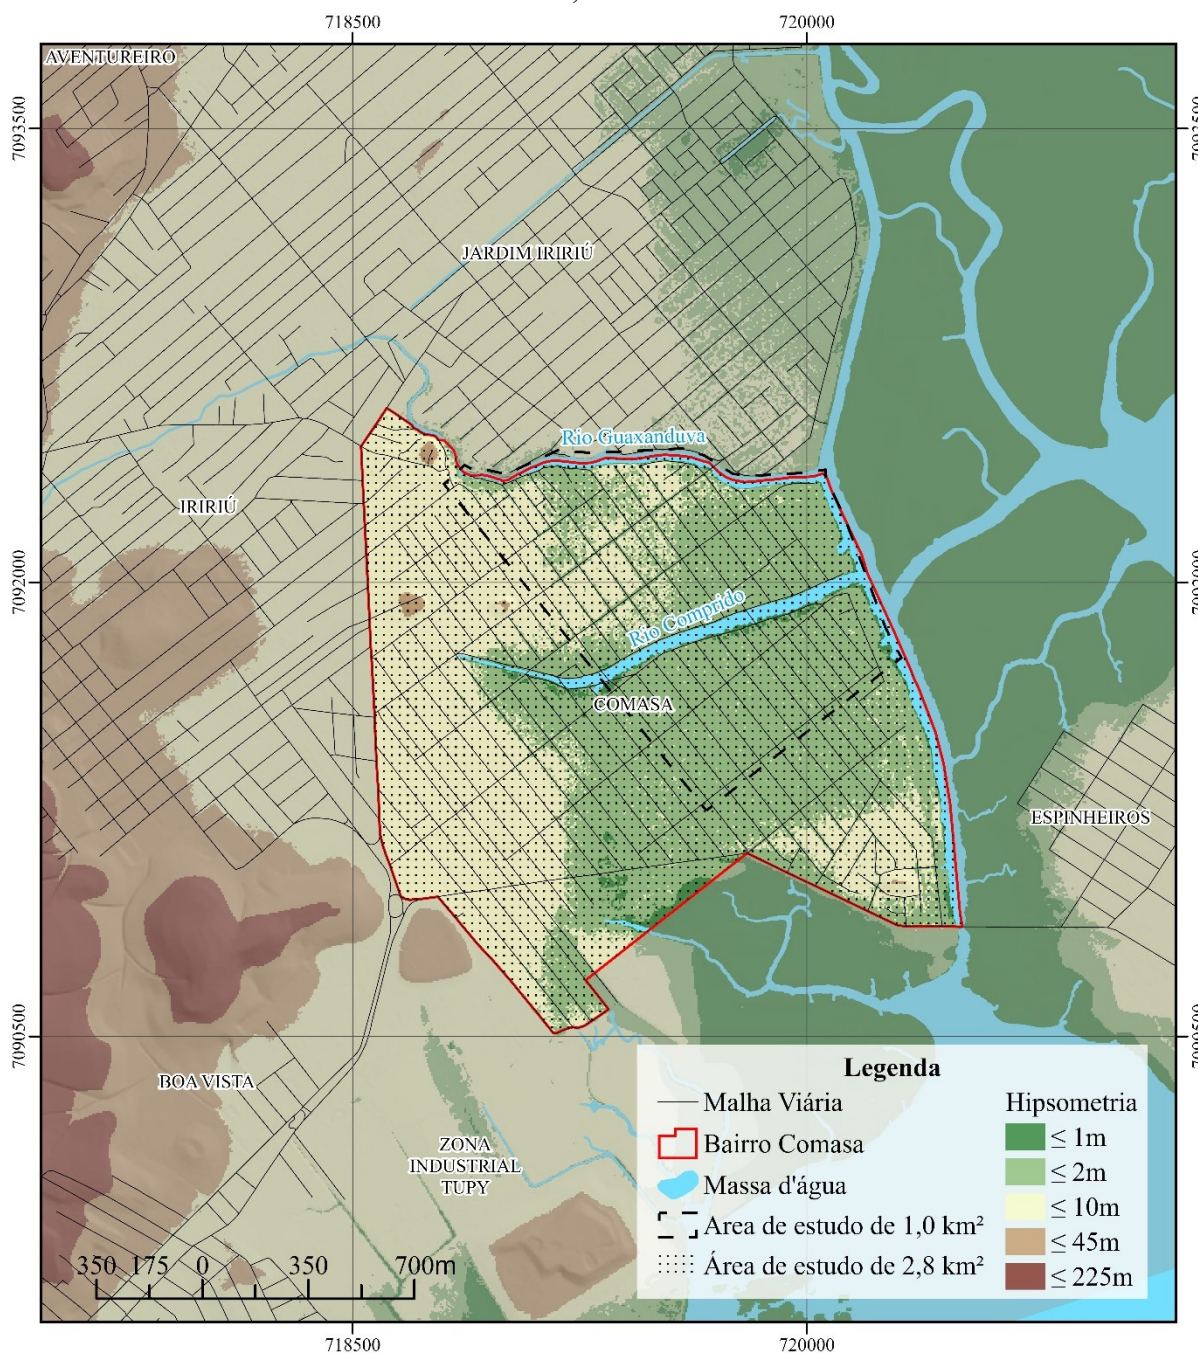 718500
720000
AVENTUREIRO
7093500
JARDIM IRIRIÚ
Rio Guaxanduva
IRIRIÚ
7092000
Rio Comprido
COMASA
ESPINHEIROS
7090500
BOA VISTA
ZONA
INDUSTRIAL
TUPY
Legenda
Malha Viária
Bairro Comasa
Massa d'água
Area de estudo de 1,0 km²
Área de estudo de 2,8 km²
Hipsometria
≤ 1m
≤ 2m
≤ 10m
≤ 45m
≤ 225m
350 175 0 350 700m
718500
720000